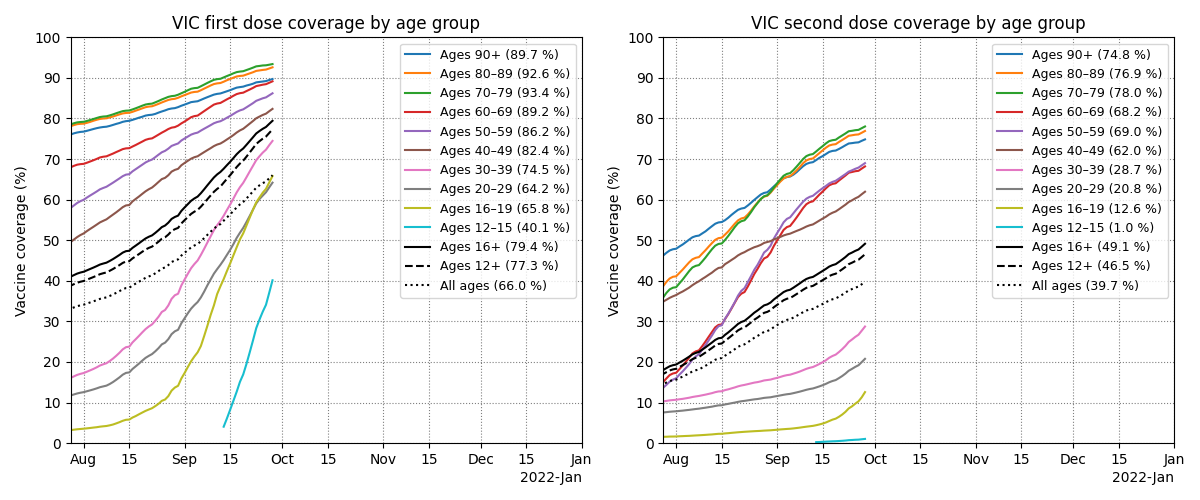 VIC first dose coverage by age group
Vaccine coverage (%)
100
90
80
70
60
50
40
30
20
10
0
Ages 90+ (89.7 %)
Ages 80–89 (92.6 %)
Ages 70–79 (93.4 %)
Ages 60–69 (89.2 %)
Ages 50–59 (86.2 %)
Ages 40–49 (82.4 %)
Ages 30–39 (74.5 %)
Ages 20–29 (64.2 %)
Ages 16–19 (65.8 %)
Ages 12–15 (40.1 %)
Ages 16+ (79.4 %)
Ages 12+ (77.3 %)
All ages (66.0 %)
Aug 15 Sep 15 Oct 15 Nov 15 Dec 15 Jan
2022-Jan
VIC second dose coverage by age group
Vaccine coverage (%)
100
90
80
70
60
50
40
30
20
10
0
Ages 90+ (74.8 %)
Ages 80–89 (76.9 %)
Ages 70–79 (78.0 %)
Ages 60–69 (68.2 %)
Ages 50–59 (69.0 %)
Ages 40–49 (62.0 %)
Ages 30–39 (28.7 %)
Ages 20–29 (20.8 %)
Ages 16–19 (12.6 %)
Ages 12–15 (1.0 %)
Ages 16+ (49.1 %)
Ages 12+ (46.5 %)
All ages (39.7 %)
Aug 15 Sep 15 Oct 15 Nov 15 Dec 15 Jan
2022-Jan